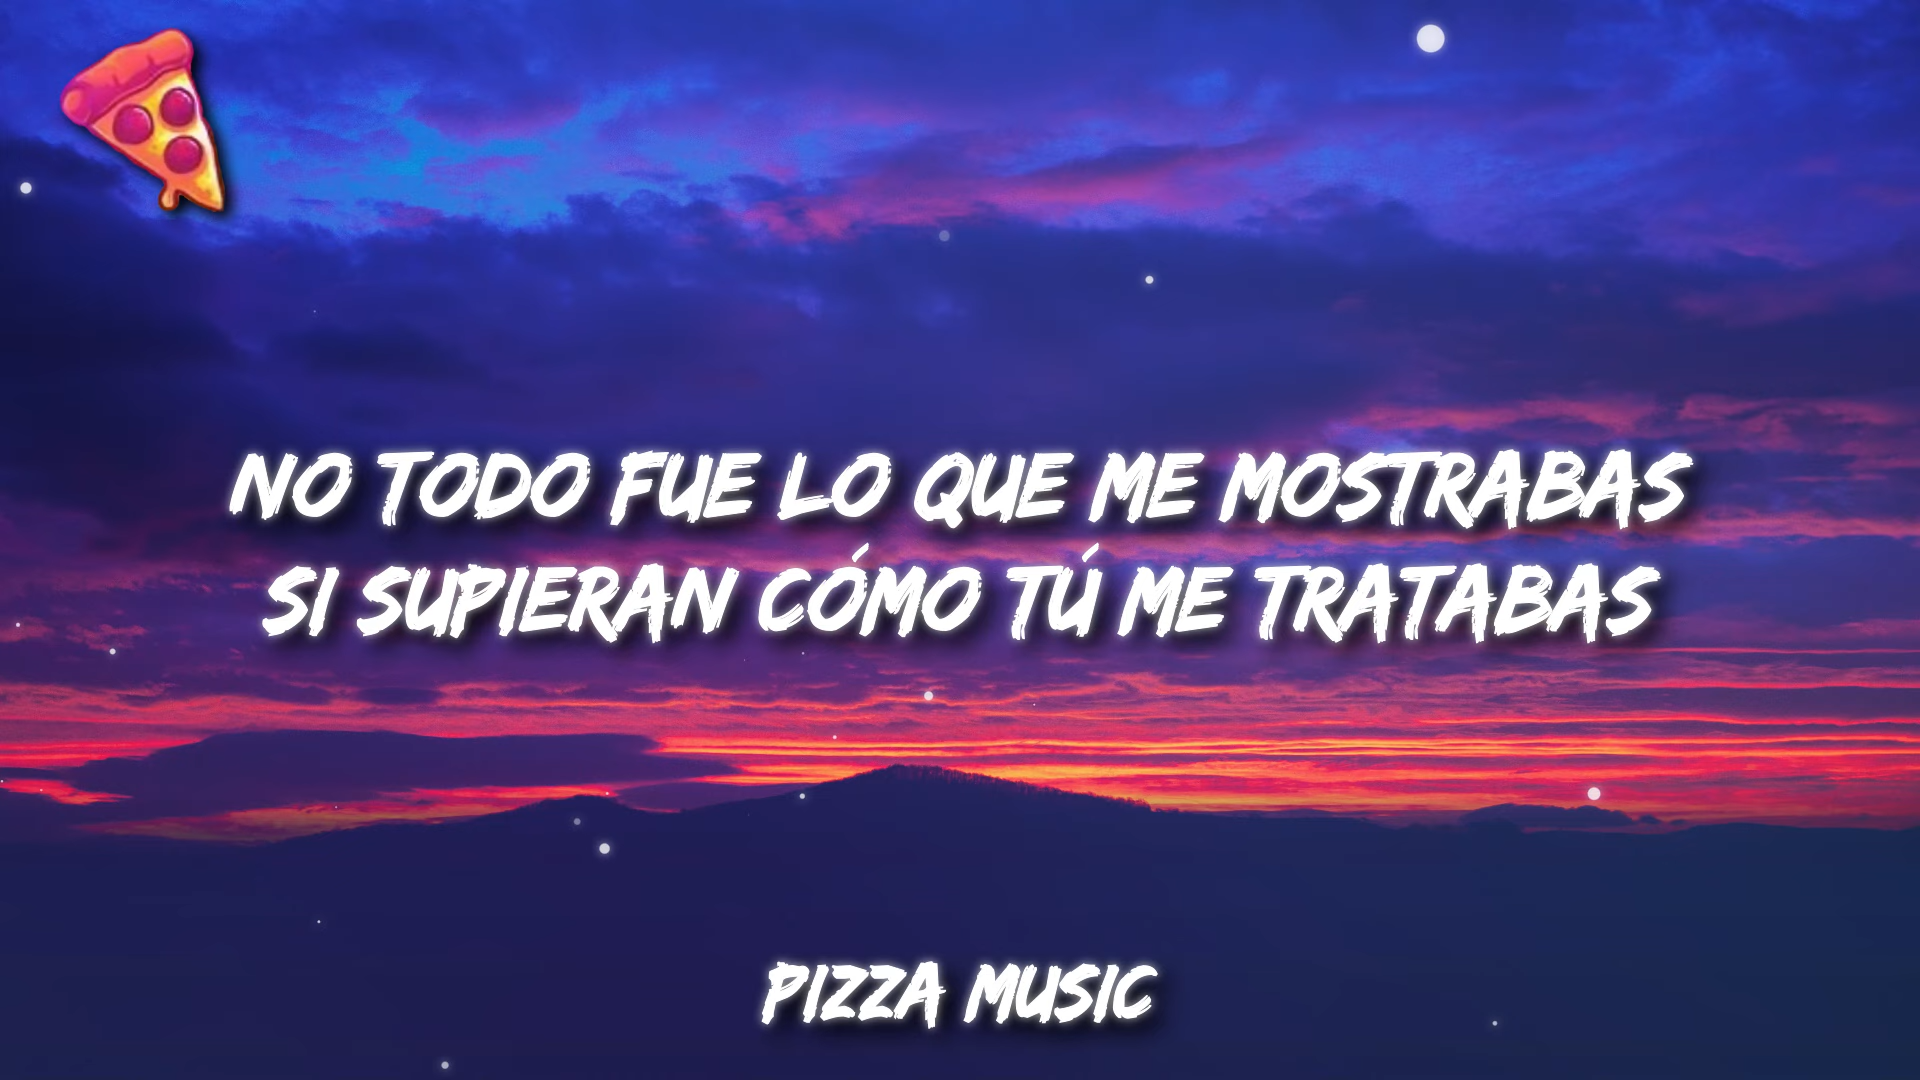 NO TODO FUE LO QUE ME MOSTRABAS
SI SUPIERAN CÓMO TÚ ME TRATABAS
PIZZA MUSIC